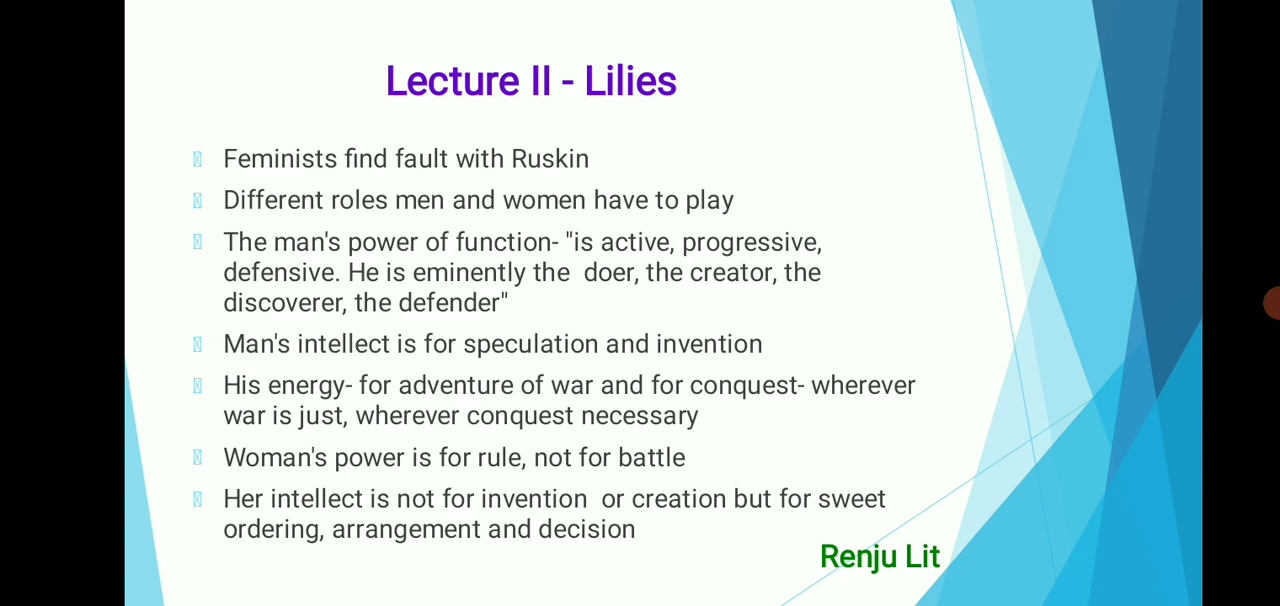 Lecture II - Lilies
Feminists find fault with Ruskin
Different roles men and women have to play
The man's power of function- "is active, progressive,
defensive. He is eminently the  doer, the creator, the
discoverer, the defender"
Man's intellect is for speculation and invention
His energy- for adventure of war and for conquest- wherever
war is just, wherever conquest necessary
Woman's power is for rule, not for battle
Her intellect is not for invention  or creation but for sweet
ordering, arrangement and decision
Renju Lit